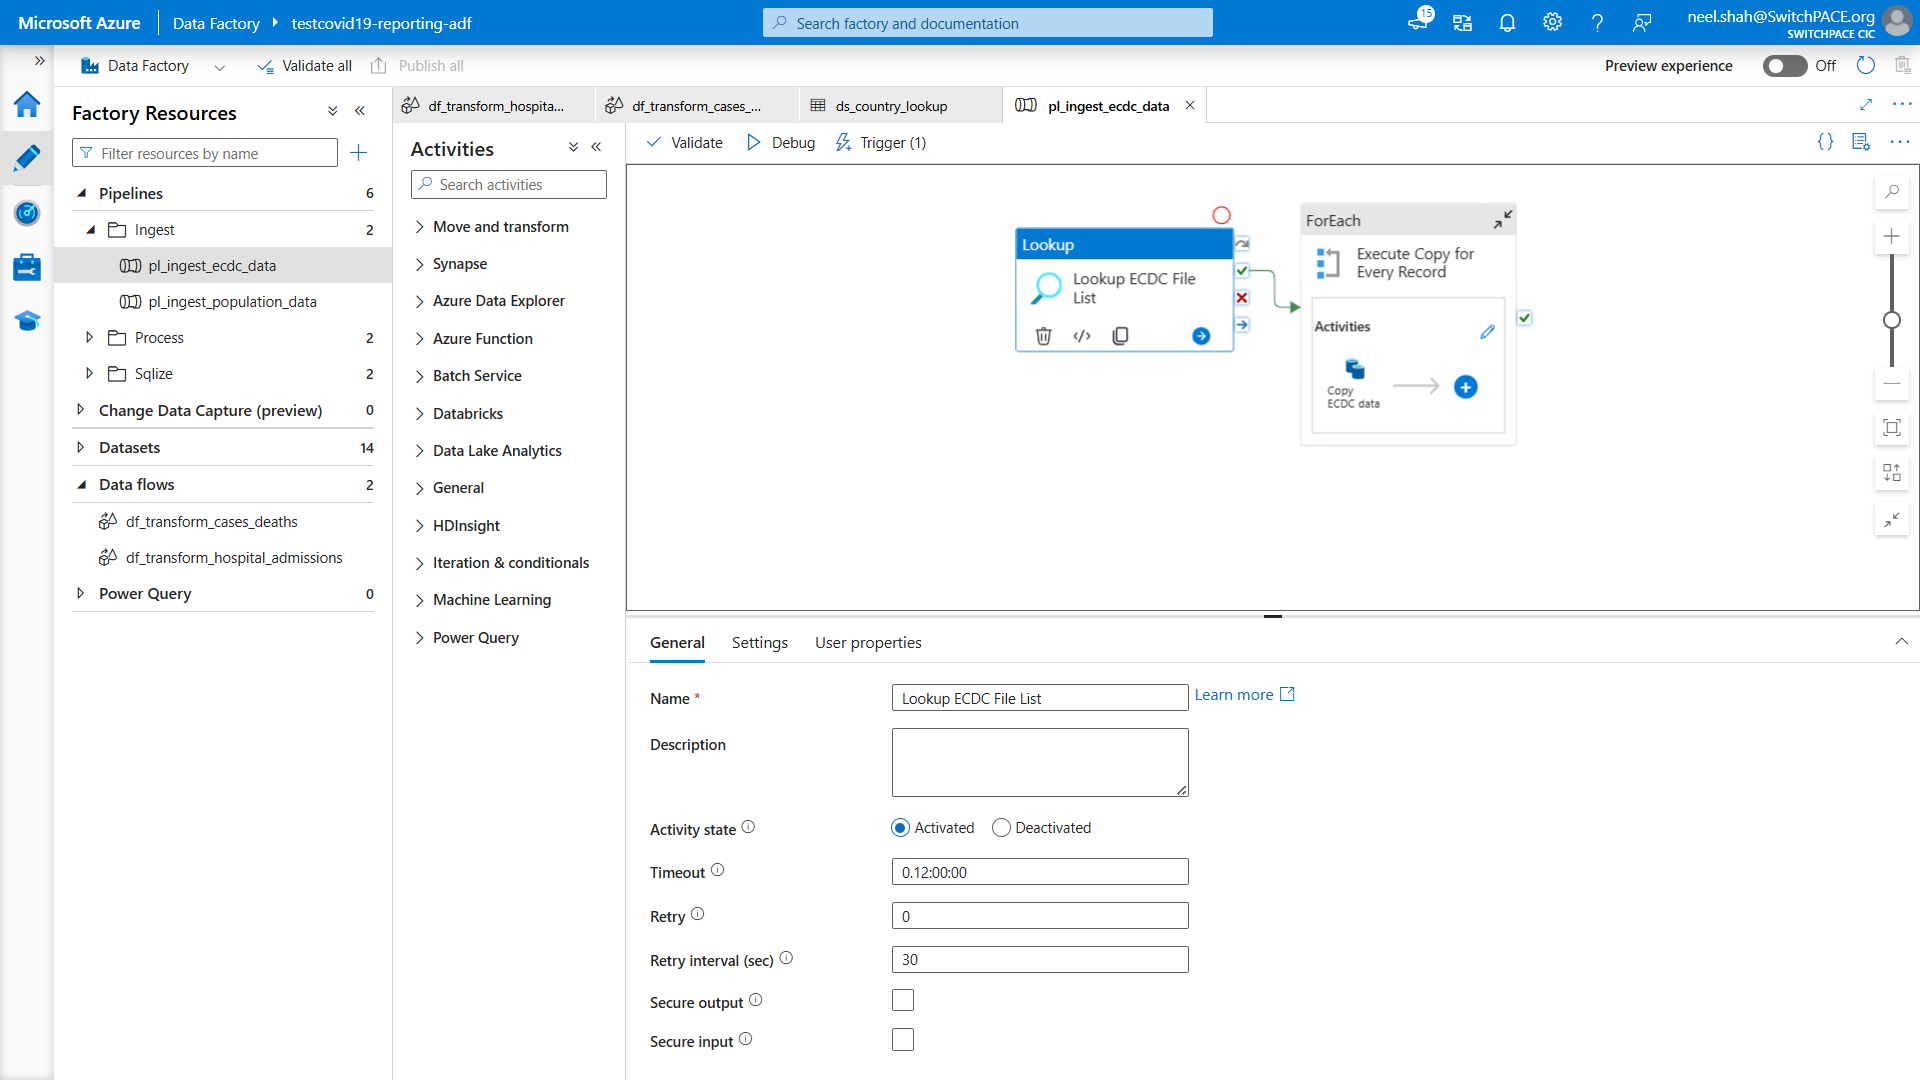 Microsoft Azure
Data Factory
testcovid19-reporting-adf
Search factory and documentation
15
neel.shah@SwitchPACE.org
SWITCHPACE CIC
Data Factory
Validate all
Publish all
Preview experience
Off
Factory Resources
Filter resources by name
Pipelines 6
Ingest 2
pl_ingest_ecdc_data
pl_ingest_population_data
Process 2
Sqlize 2
Change Data Capture (preview) 0
Datasets 14
Data flows 2
df_transform_cases_deaths
df_transform_hospital_admissions
Power Query 0
df_transform_hospita...
df_transform_cases_...
ds_country_lookup
pl_ingest_ecdc_data
Activities
Search activities
Move and transform
Synapse
Azure Data Explorer
Azure Function
Batch Service
Databricks
Data Lake Analytics
General
HDInsight
Iteration & conditionals
Machine Learning
Power Query
Validate
Debug
Trigger (1)
Lookup
Lookup ECDC File
List
ForEach
Execute Copy for
Every Record
Activities
Copy
ECDC data
General
Settings
User properties
Name *
Lookup ECDC File List
Learn more
Description
Activity state
Activated
Deactivated
Timeout
0.12:00:00
Retry
0
Retry interval (sec)
30
Secure output
Secure input